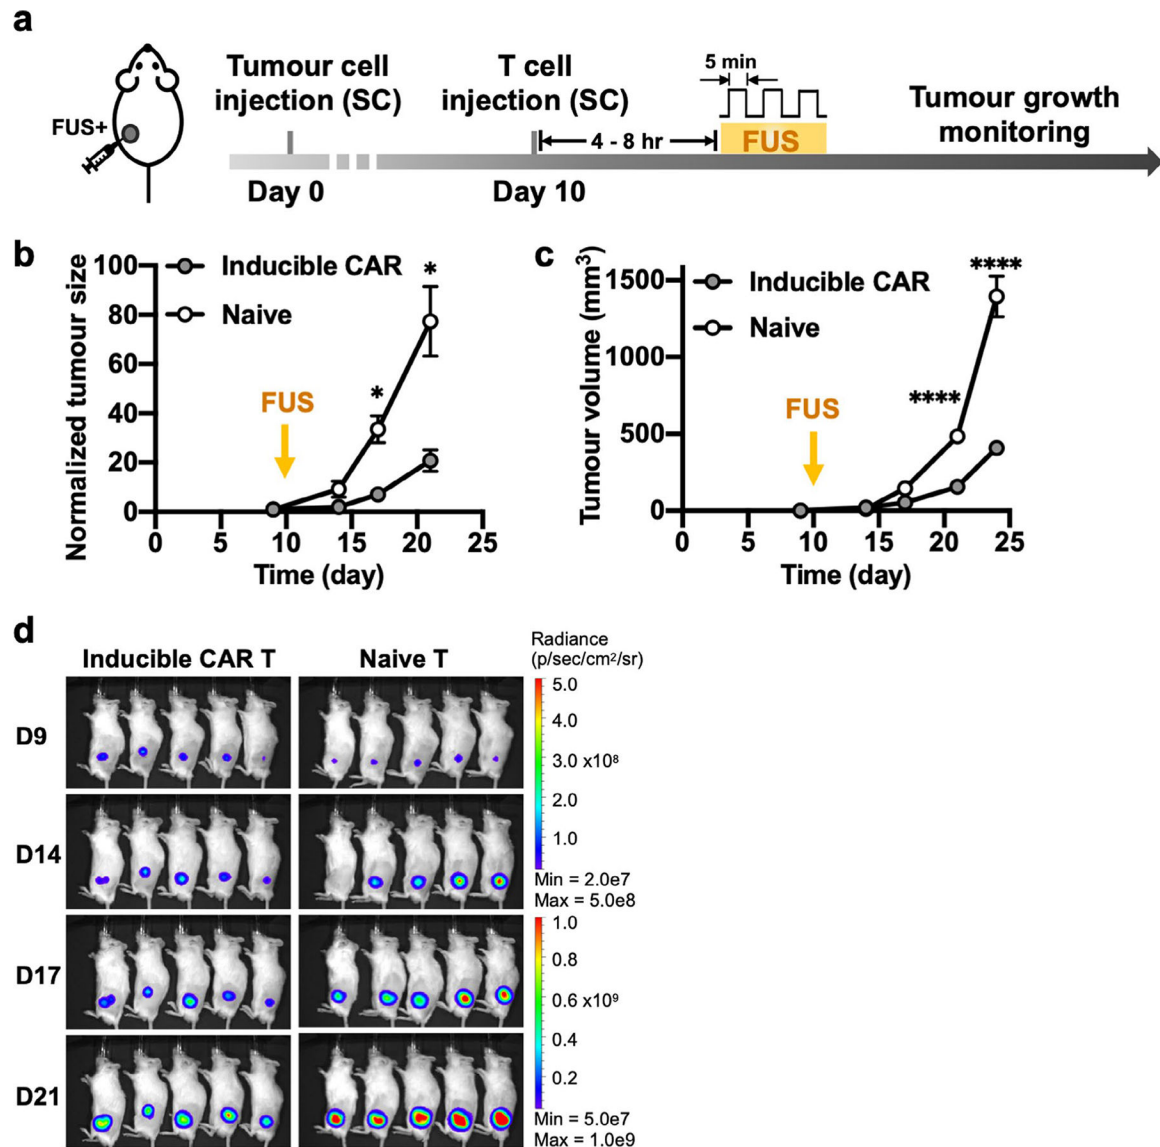 a
FUS+
Tumour cell
injection (SC)
Day 0
T cell
injection (SC)
Day 10
4 - 8 hr
5 min
FUS
Tumour growth
monitoring
b
Normalized tumour size
100
80
60
40
20
0
Inducible CAR
Naive
FUS
*
*
0 5 10 15 20 25
Time (day)
c
Tumour volume (mm³)
1500
1000
500
0
Inducible CAR
Naive
FUS
****
****
0 5 10 15 20 25
Time (day)
d
Inducible CAR T
Naive T
Radiance
(p/sec/cm²/sr)
D9
D14
D17
D21
5.0
4.0
3.0 x10⁸
2.0
1.0
Min = 2.0e7
Max = 5.0e8
1.0
0.8
0.6 x10⁹
0.4
0.2
Min = 5.0e7
Max = 1.0e9